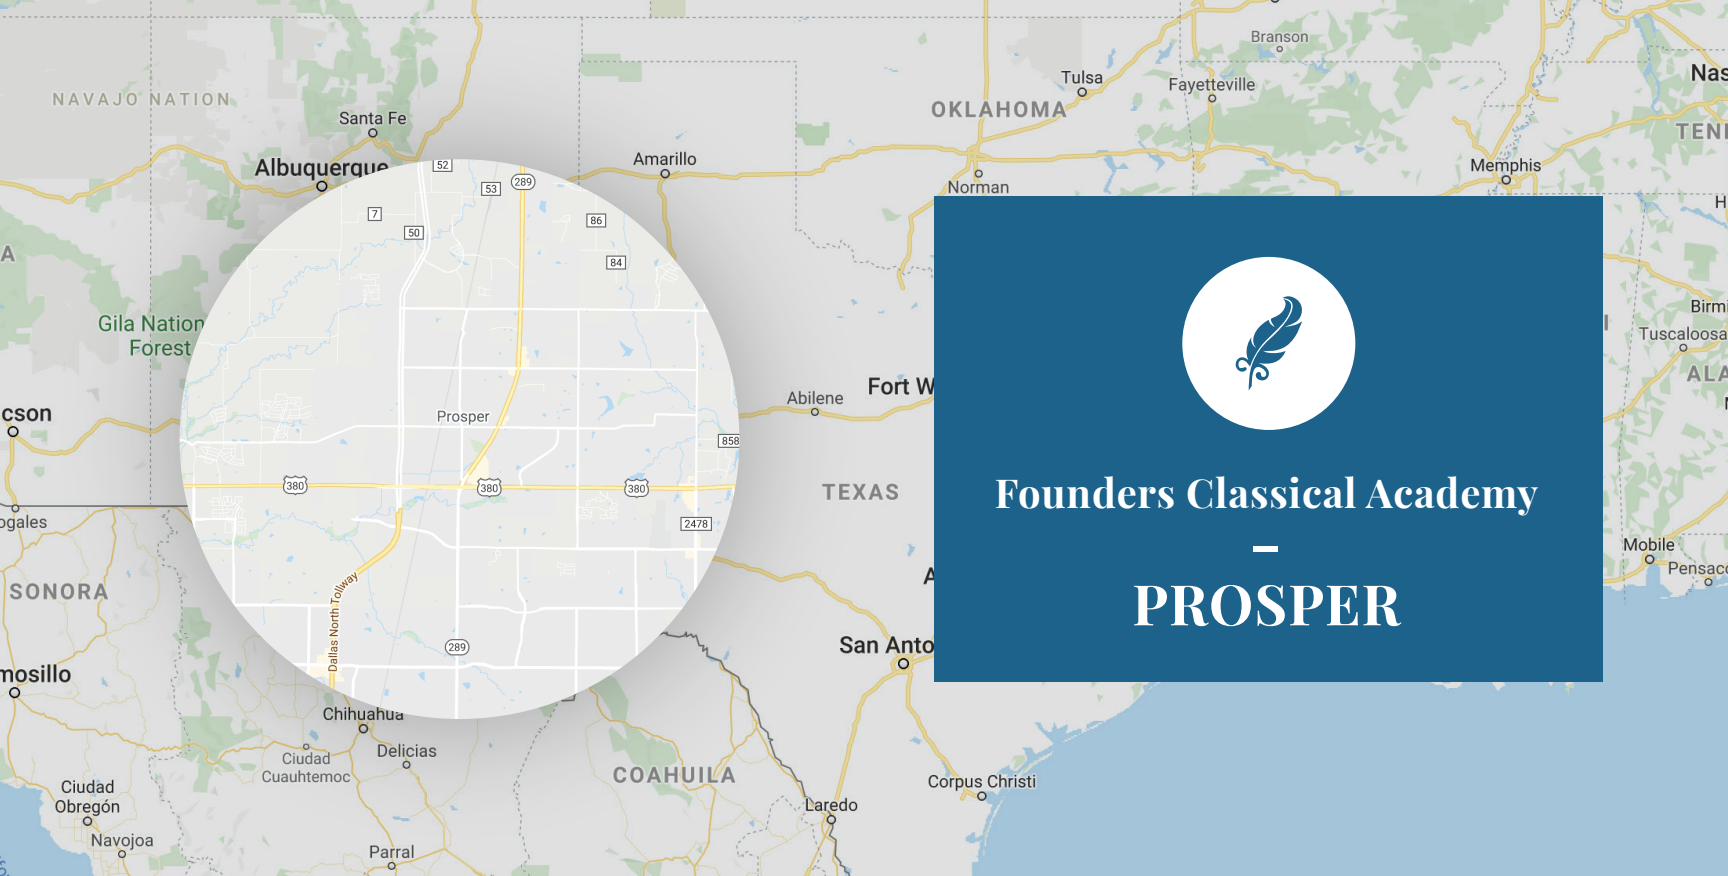 Branson
Nas
Tulsa
Fayetteville
NAVAJO NATION
OKLAHOMA
Santa Fe
TEN
Amarillo
Memphis
Albuquerque
52
53
289
Norman
7
86
50
H
A
84
Birmi
Gila Nation
Forest
Tuscaloosa
ALA
Fort W
Abilene
cson
Prosper
858
380
380
380
TEXAS
Founders Classical Academy
–
PROSPER
ogales
2478
Mobile
Pensaco
A
SONORA
Dallas North Tollway
289
San Anto
mosillo
Chihuahua
Delicias
Ciudad
Cuauhtemoc
COAHUILA
Corpus Christi
Ciudad
Obregón
Laredo
Navojoa
Parral